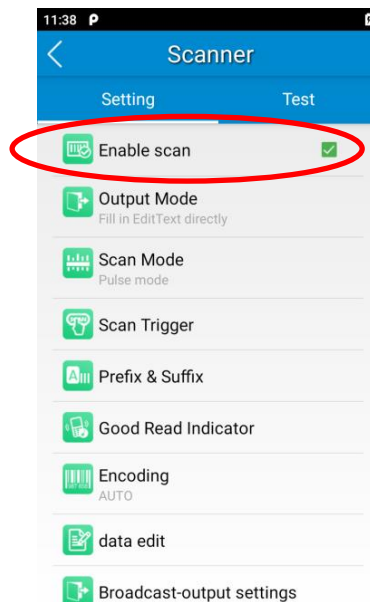 11:38 P
Scanner
Setting Test
Enable scan
Output Mode
Fill in EditText directly
Scan Mode
Pulse mode
Scan Trigger
Prefix & Suffix
Good Read Indicator
Encoding
AUTO
data edit
Broadcast-output settings